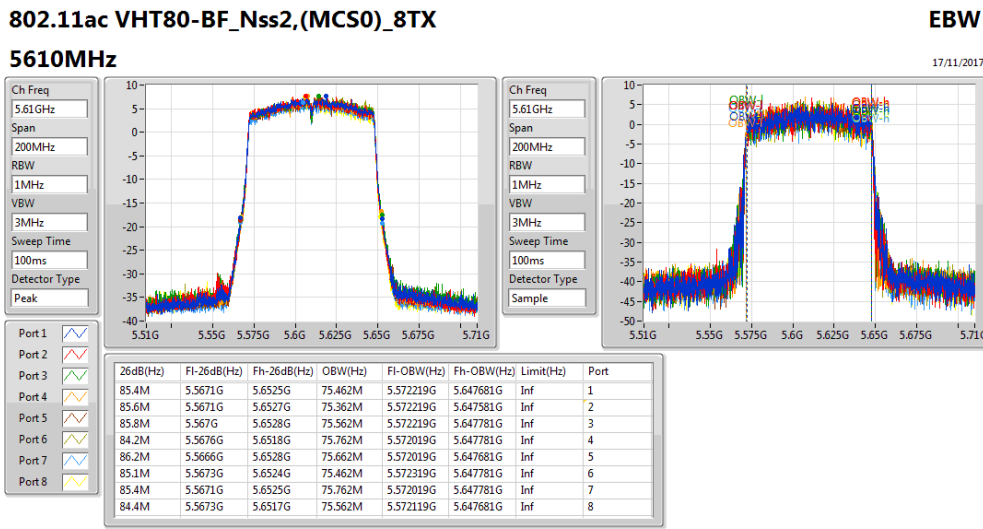 802.11ac VHT80-BF_Nss2,(MCS0)_8TX
EBW
5610MHz
17/11/2017
Ch Freq
5.61GHz
Span
200MHz
RBW
1MHz
VBW
3MHz
Sweep Time
100ms
Detector Type
Peak
10
5
0
-5
-10
-15
-20
-25
-30
-35
-40
5.51G 5.55G 5.575G 5.6G 5.625G 5.65G 5.71G
Ch Freq
5.61GHz
Span
200MHz
RBW
1MHz
VBW
3MHz
Sweep Time
100ms
Detector Type
Sample
10
5
0
-5
-10
-15
-20
-25
-30
-35
-40
-45
-50
OBW-l OBW-h
5.51G 5.55G 5.575G 5.6G 5.625G 5.65G 5.675G 5.71G
Port 1
Port 2
Port 3
Port 4
Port 5
Port 6
Port 7
Port 8
26dB(Hz) Fl-26dB(Hz) Fh-26dB(Hz) OBW(Hz) Fl-OBW(Hz) Fh-OBW(Hz) Limit(Hz) Port
85.4M 5.5671G 5.6525G 75.462M 5.572219G 5.647681G Inf 1
85.6M 5.5671G 5.6527G 75.362M 5.572219G 5.647581G Inf 2
85.8M 5.567G 5.6528G 75.562M 5.572219G 5.647781G Inf 3
84.2M 5.5676G 5.6518G 75.762M 5.572019G 5.647781G Inf 4
86.2M 5.5666G 5.6528G 75.662M 5.572019G 5.647681G Inf 5
85.1M 5.5673G 5.6524G 75.462M 5.572319G 5.647781G Inf 6
85.4M 5.5671G 5.6525G 75.762M 5.572019G 5.647781G Inf 7
84.4M 5.5673G 5.6517G 75.562M 5.572119G 5.647681G Inf 8